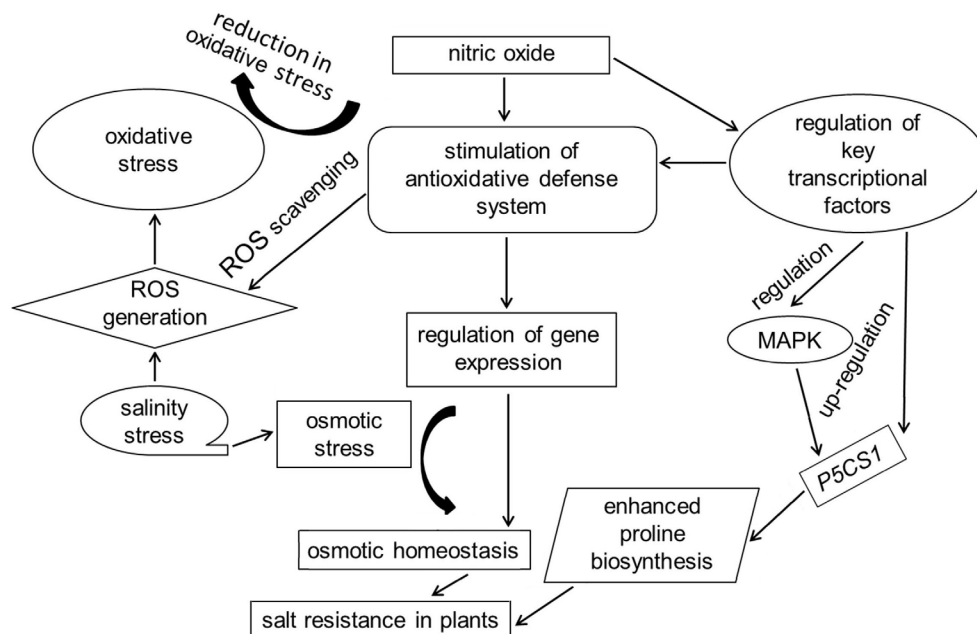 reduction in
oxidative stress
nitric oxide
oxidative
stress
stimulation of
antioxidative defense
system
regulation of
key
transcriptional
factors
ROS scavenging
ROS
generation
regulation
regulation of gene
expression
MAPK
up-regulation
salinity
stress
osmotic
stress
P5CS1
enhanced
proline
biosynthesis
osmotic homeostasis
salt resistance in plants